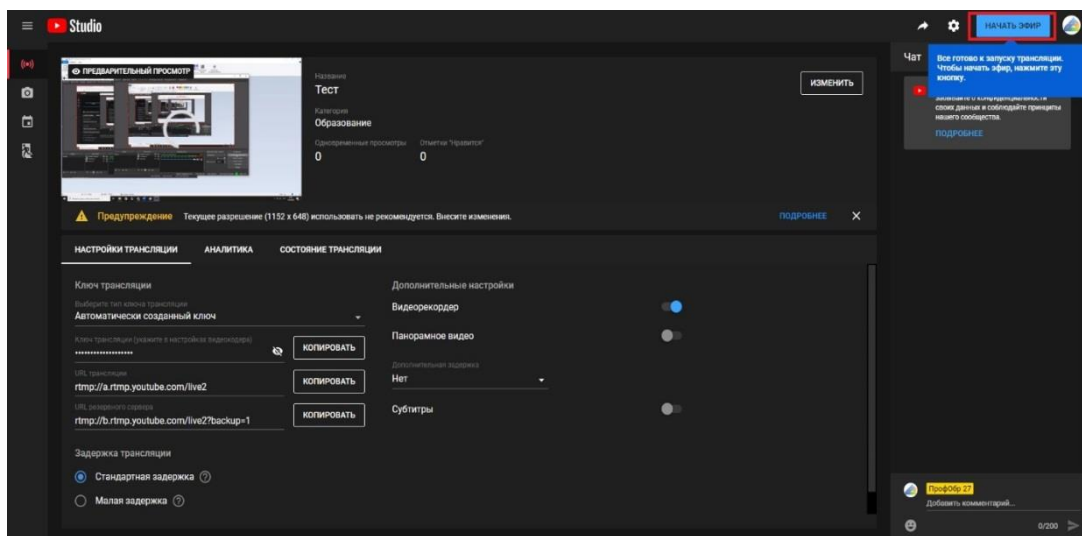 Studio
НАЧАТЬ ЭФИР
ПРЕДВАРИТЕЛЬНЫЙ ПРОСМОТР
Название
Тест
Категория
Образование
Одновременные просмотры Отметки "Нравится"
0 0
ИЗМЕНИТЬ
Предупреждение Текущее разрешение (1152 x 648) использовать не рекомендуется. Внесите изменения.
ПОДРОБНЕЕ
НАСТРОЙКИ ТРАНСЛЯЦИИ АНАЛИТИКА СОСТОЯНИЕ ТРАНСЛЯЦИИ
Ключ трансляции
Выберите тип ключа трансляции
Автоматически созданный ключ
Ключ трансляции (укажите в настройках видеокодера)
••••••••••••••••••• КОПИРОВАТЬ
URL трансляции
rtmp://a.rtmp.youtube.com/live2 КОПИРОВАТЬ
URL резервного сервера
rtmp://b.rtmp.youtube.com/live2?backup=1 КОПИРОВАТЬ
Задержка трансляции
Стандартная задержка
Малая задержка
Дополнительные настройки
Видеорекордер
Панорамное видео
Дополнительная задержка
Нет
Субтитры
Чат
Все готово к запуску трансляции.
Чтобы начать эфир, нажмите эту
кнопку.
конфиденциальности
своих данных и соблюдайте принципы
нашего сообщества.
ПОДРОБНЕЕ
ПрофОбр 27
Добавить комментарий...
0/200